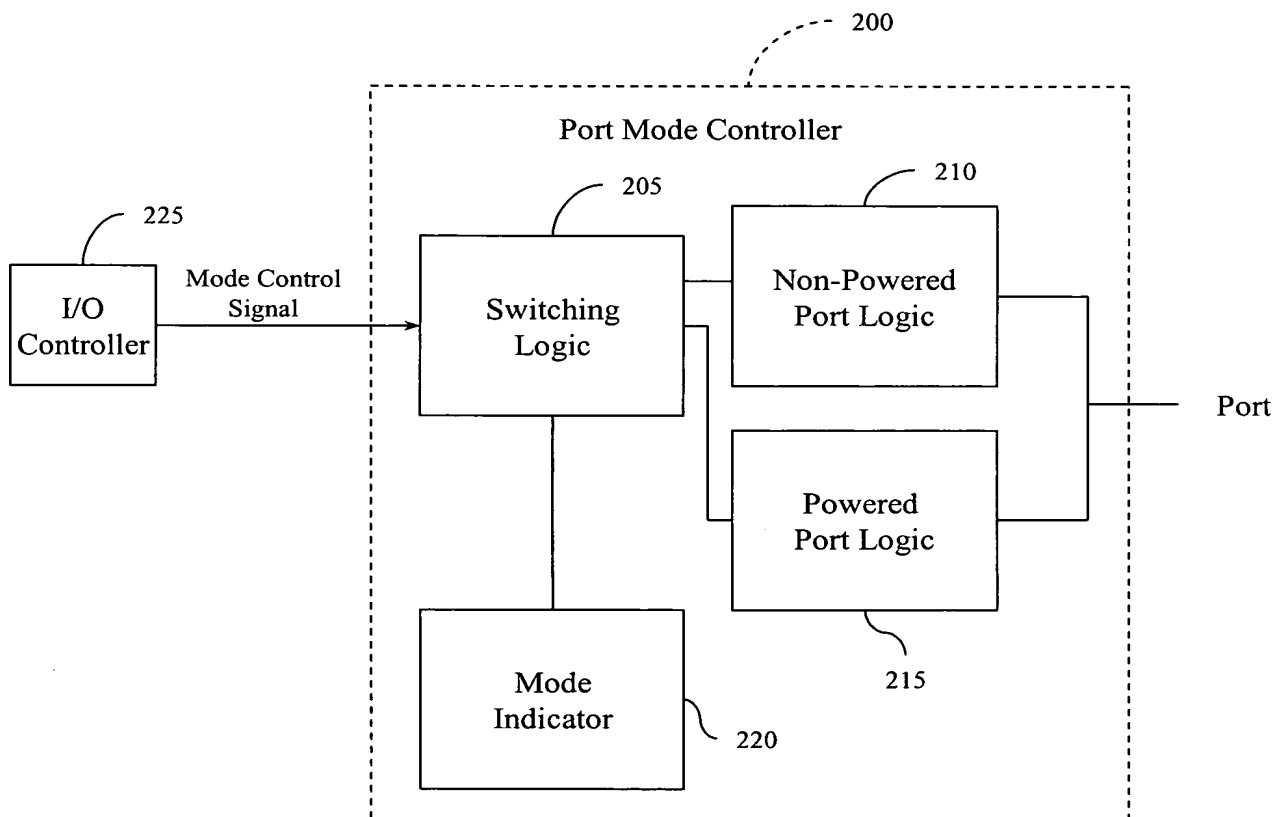 200
Port Mode Controller
205
210
225
I/O
Controller
Mode Control
Signal
Switching
Logic
Non-Powered
Port Logic
Port
Powered
Port Logic
215
Mode
Indicator
220